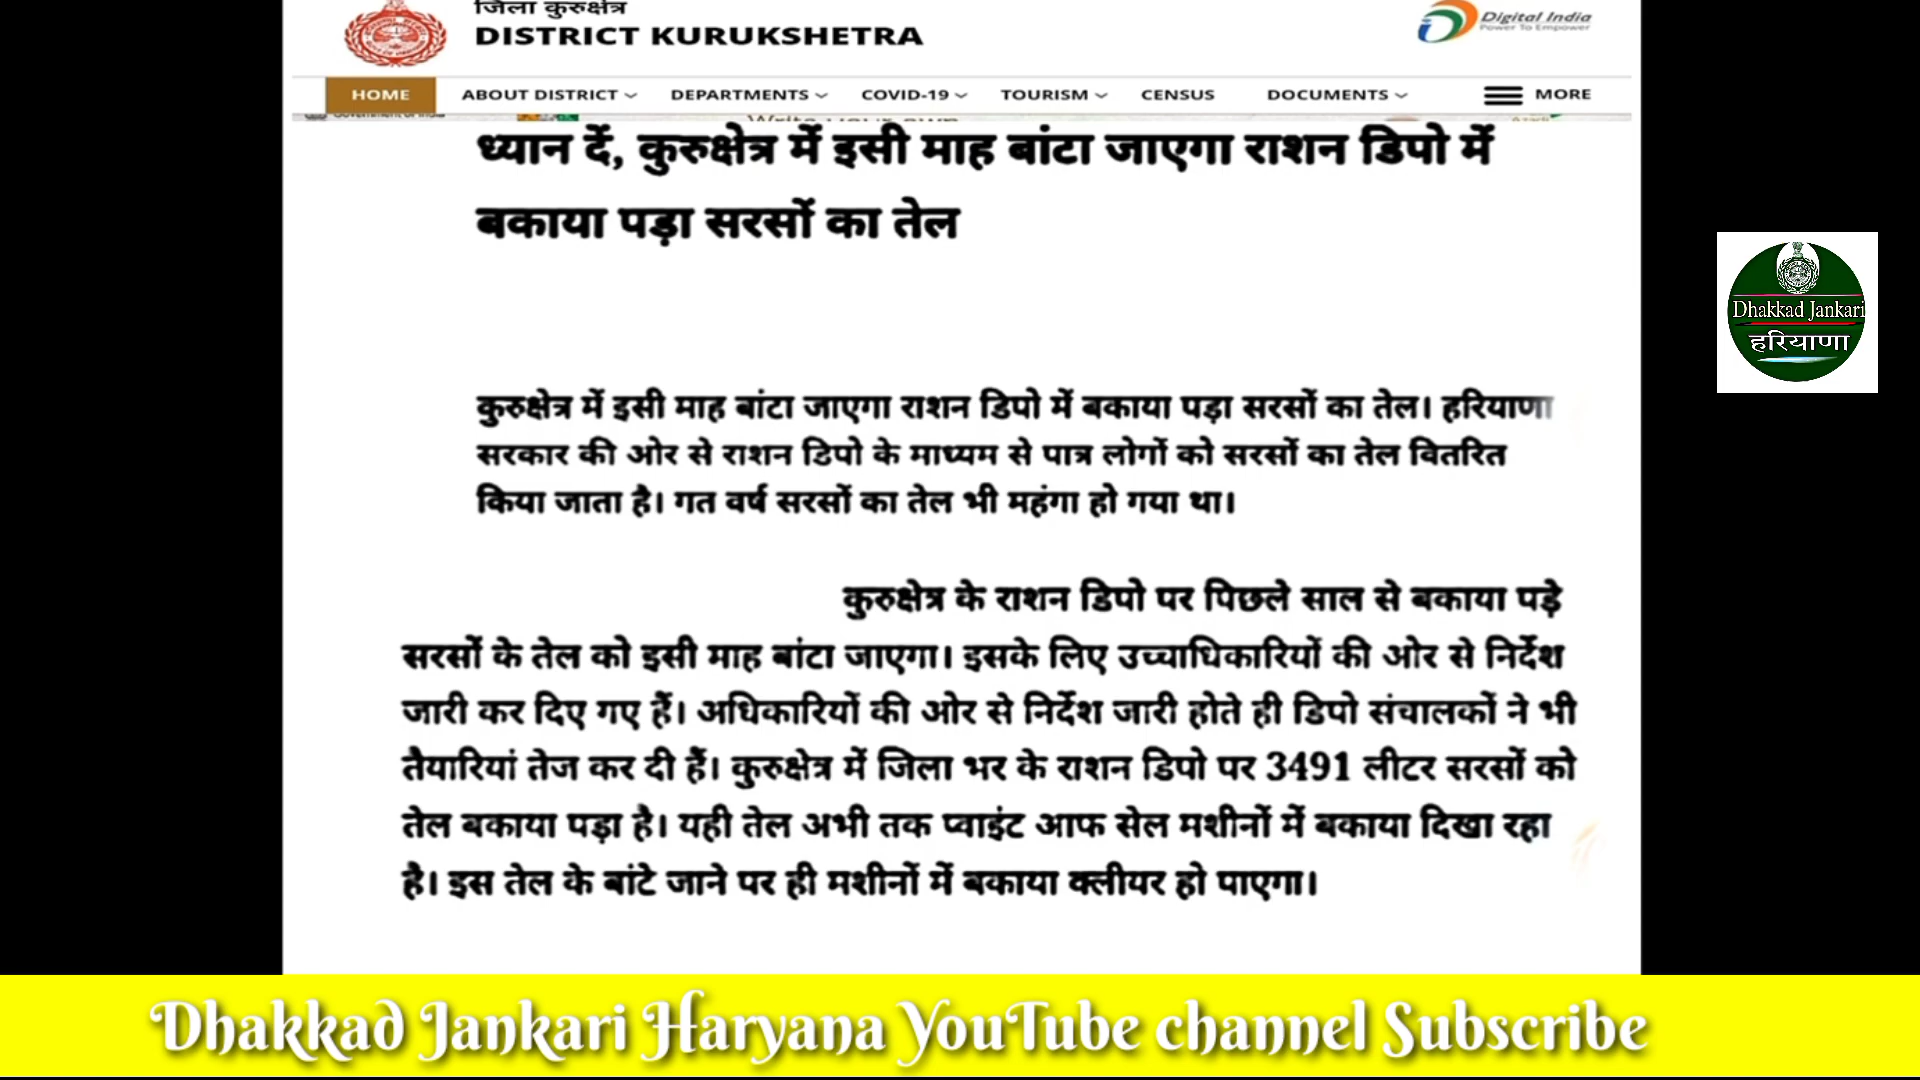 जिला कुरुक्षेत्र
DISTRICT KURUKSHETRA
Digital India
Power To Empower
HOME ABOUT DISTRICT DEPARTMENTS COVID-19 TOURISM CENSUS DOCUMENTS MORE
ध्यान दें, कुरुक्षेत्र में इसी माह बांटा जाएगा राशन डिपो में
बकाया पड़ा सरसों का तेल
Dhakkad Jankari
हरियाणा
कुरुक्षेत्र में इसी माह बांटा जाएगा राशन डिपो में बकाया पड़ा सरसों का तेल। हरियाणा
सरकार की ओर से राशन डिपो के माध्यम से पात्र लोगों को सरसों का तेल वितरित
किया जाता है। गत वर्ष सरसों का तेल भी महंगा हो गया था।
कुरुक्षेत्र के राशन डिपो पर पिछले साल से बकाया पड़े
सरसों के तेल को इसी माह बांटा जाएगा। इसके लिए उच्चाधिकारियों की ओर से निर्देश
जारी कर दिए गए हैं। अधिकारियों की ओर से निर्देश जारी होते ही डिपो संचालकों ने भी
तैयारियां तेज कर दी हैं। कुरुक्षेत्र में जिला भर के राशन डिपो पर 3491 लीटर सरसों को
तेल बकाया पड़ा है। यही तेल अभी तक प्वाइंट आफ सेल मशीनों में बकाया दिखा रहा
है। इस तेल के बांटे जाने पर ही मशीनों में बकाया क्लीयर हो पाएगा।
Dhakkad Jankari Haryana YouTube channel Subscribe